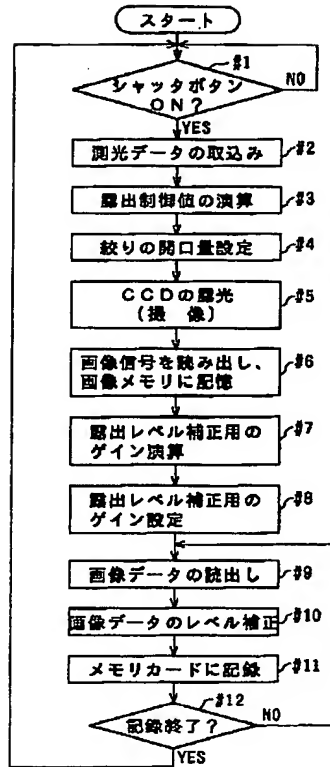 スタート
#1
シャッタボタン
ON?
NO
YES
測光データの取込み
#2
露出制御値の演算
#3
絞りの開口量設定
#4
CCDの露光
(撮 像)
#5
画像信号を読み出し、
画像メモリに記憶
#6
露出レベル補正用の
ゲイン演算
#7
露出レベル補正用の
ゲイン設定
#8
画像データの読出し
#9
画像データのレベル補正
#10
メモリカードに記録
#11
#12
記録終了?
NO
YES